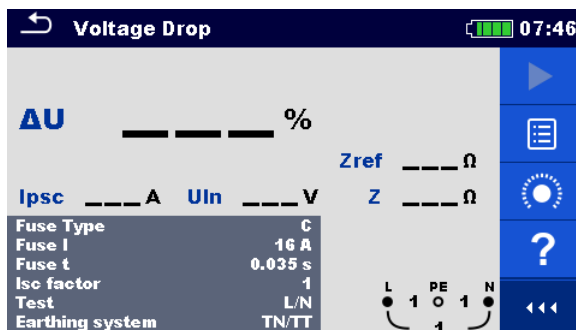 Voltage Drop 07:46
ΔU ___ %
Zref ___ Ω
Ipsc ___ A Uln ___ V Z ___ Ω
Fuse Type C
Fuse I 16 A
Fuse t 0.035 s
Isc factor 1
Test L/N
Earthing system TN/TT
L PE N
1 1
1
?